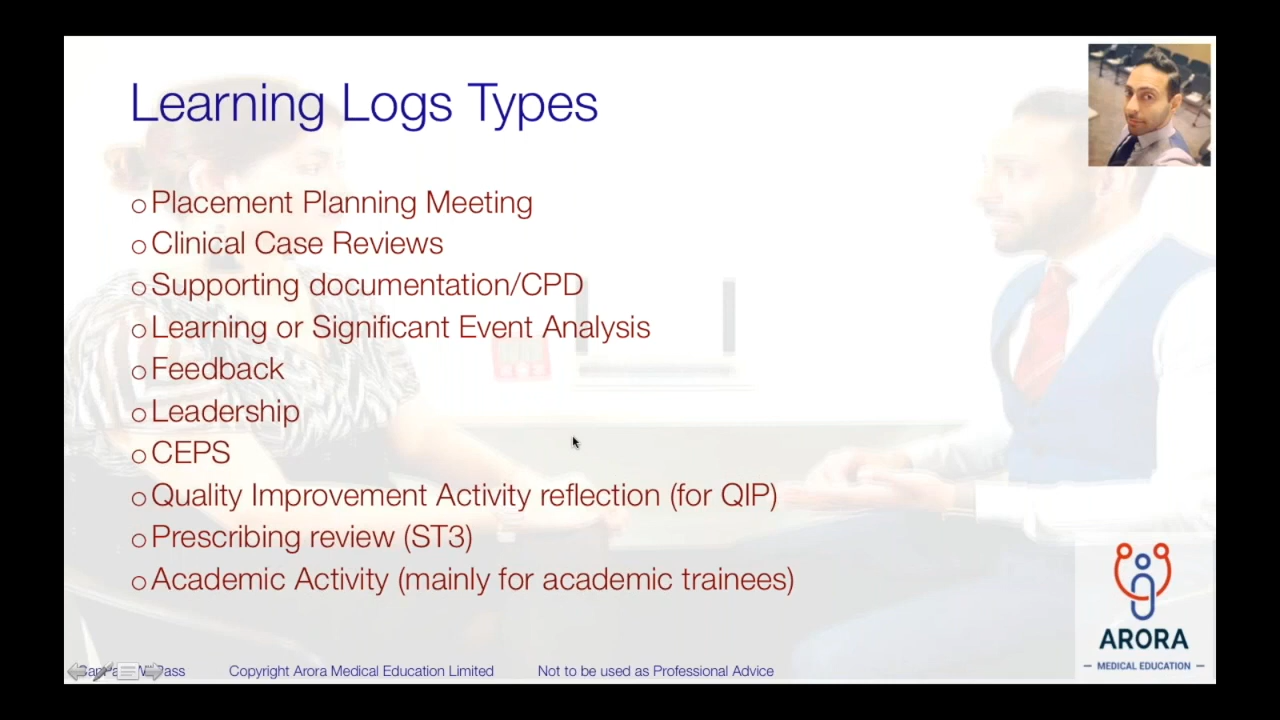 Learning Logs Types
Placement Planning Meeting
Clinical Case Reviews
Supporting documentation/CPD
Learning or Significant Event Analysis
Feedback
Leadership
CEPS
Quality Improvement Activity reflection (for QIP)
Prescribing review (ST3)
Academic Activity (mainly for academic trainees)
ARORA
MEDICAL EDUCATION
Copyright Arora Medical Education Limited Not to be used as Professional Advice